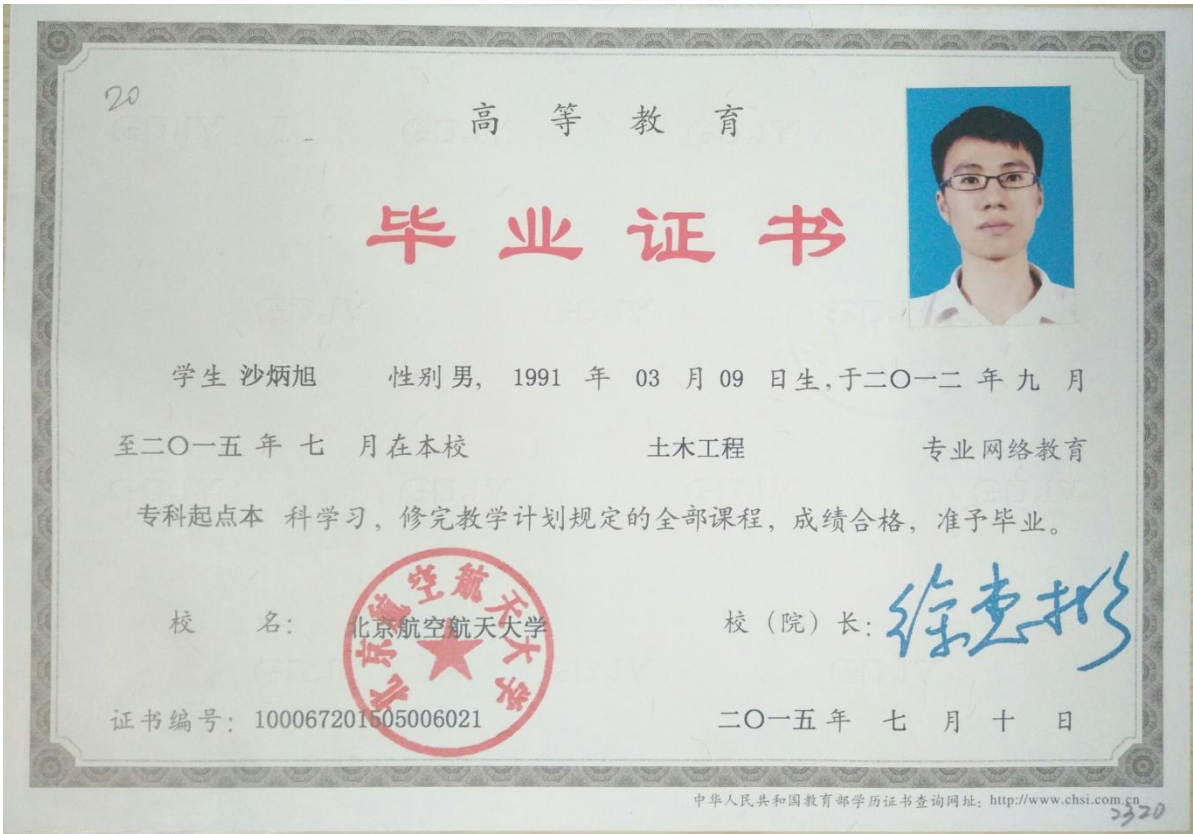 20
高等教育
毕业证书
学生 沙炳旭 性别 男, 1991 年 03 月 09 日生,于二〇一二 年 九 月
至二〇一五 年 七 月在本校 土木工程 专业网络教育
专科起点本 科学习,修完教学计划规定的全部课程,成绩合格,准予毕业。
北京航空航天大学
校 名: 北京航空航天大学 校(院)长: 徐惠彬
证书编号: 100067201505006021 二〇一五 年 七 月 十 日
中华人民共和国教育部学历证书查询网址: http://www.chsi.com.cn
2320